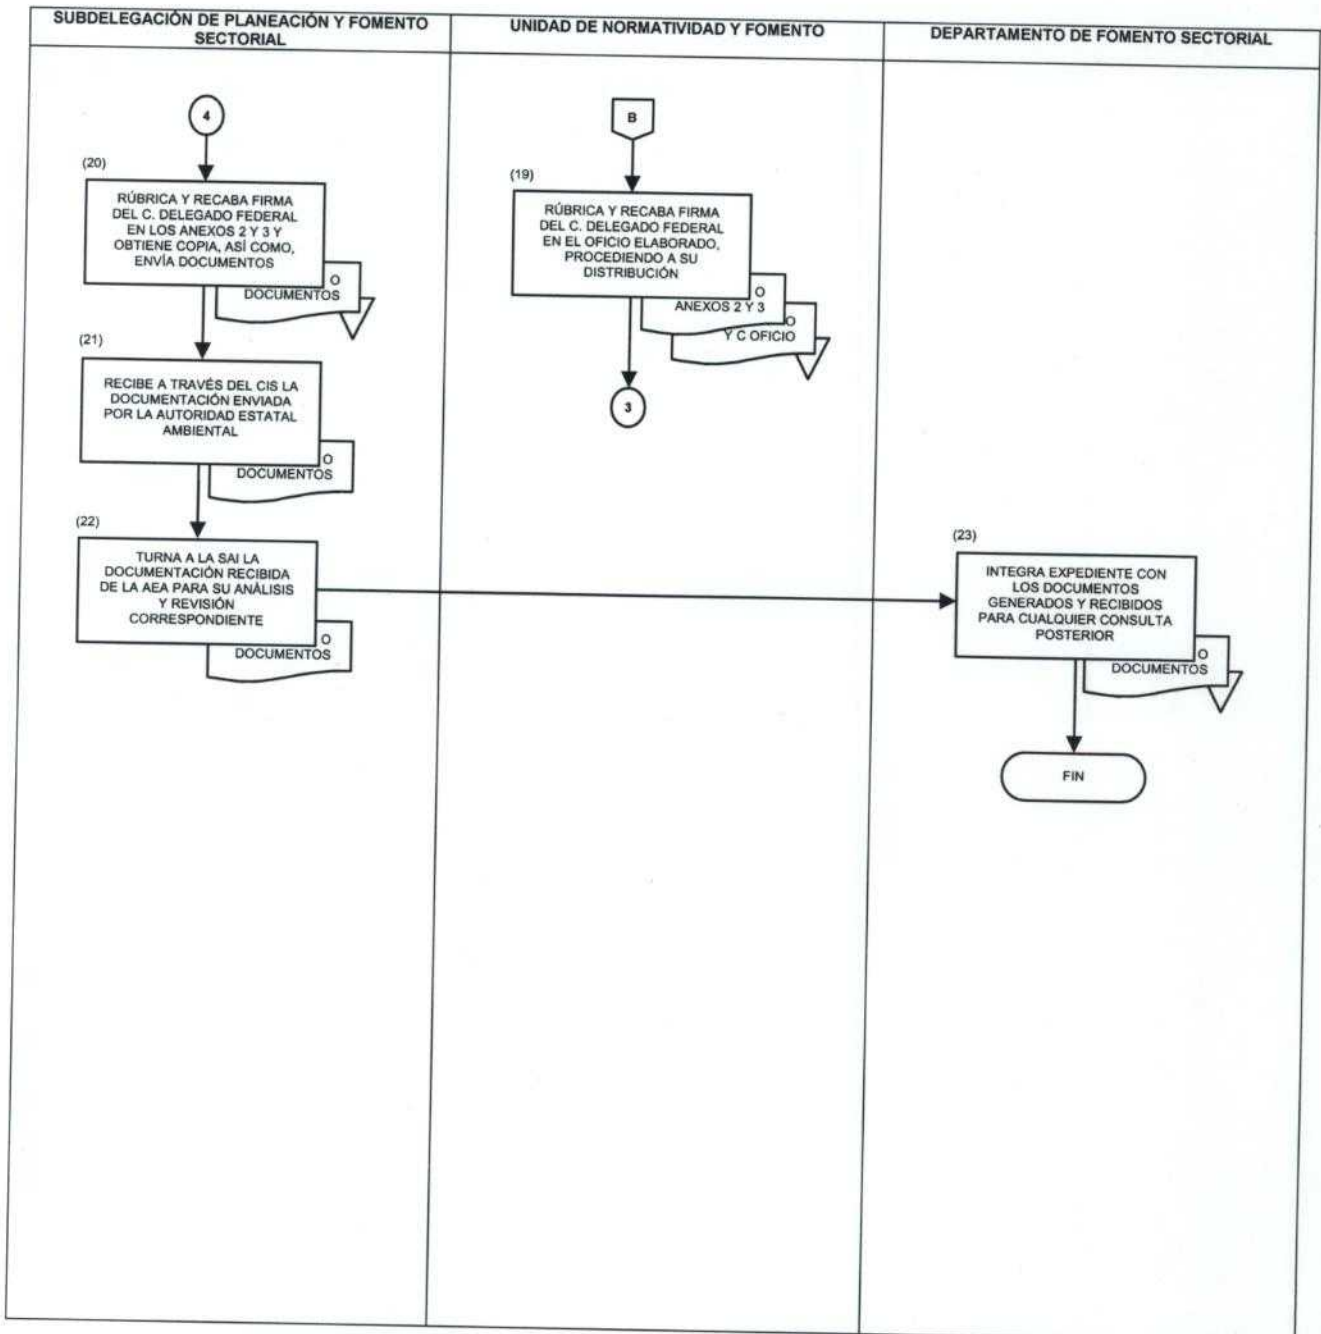 SUBDELEGACIÓN DE PLANEACIÓN Y FOMENTO
SECTORIAL
UNIDAD DE NORMATIVIDAD Y FOMENTO
DEPARTAMENTO DE FOMENTO SECTORIAL
4
(20)
RÚBRICA Y RECABA FIRMA
DEL C. DELEGADO FEDERAL
EN LOS ANEXOS 2 Y 3 Y
OBTIENE COPIA, ASÍ COMO,
ENVÍA DOCUMENTOS
O
DOCUMENTOS
(21)
RECIBE A TRAVÉS DEL CIS LA
DOCUMENTACIÓN ENVIADA
POR LA AUTORIDAD ESTATAL
AMBIENTAL
O
DOCUMENTOS
(22)
TURNA A LA SAI LA
DOCUMENTACIÓN RECIBIDA
DE LA AEA PARA SU ANÁLISIS
Y REVISIÓN
CORRESPONDIENTE
O
DOCUMENTOS
B
(19)
RÚBRICA Y RECABA FIRMA
DEL C. DELEGADO FEDERAL
EN EL OFICIO ELABORADO,
PROCEDIENDO A SU
DISTRIBUCIÓN
O
ANEXOS 2 Y 3
O
Y C OFICIO
3
(23)
INTEGRA EXPEDIENTE CON
LOS DOCUMENTOS
GENERADOS Y RECIBIDOS
PARA CUALQUIER CONSULTA
POSTERIOR
O
DOCUMENTOS
FIN